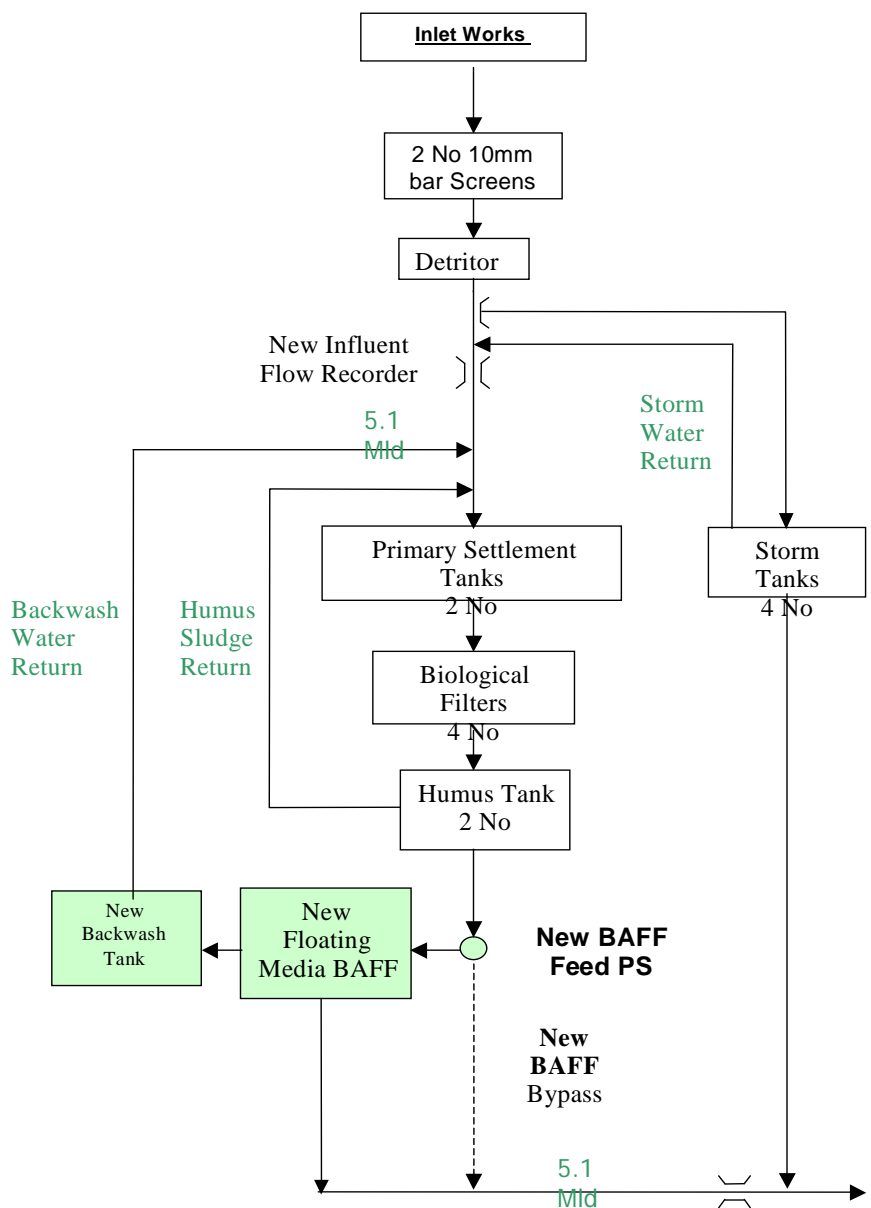 Inlet Works
2 No 10mm
bar Screens
Detritor
New Influent
Flow Recorder
5.1
Mld
Storm
Water
Return
Primary Settlement
Tanks
2 No
Storm
Tanks
4 No
Backwash
Water
Return
Humus
Sludge
Return
Biological
Filters
4 No
Humus Tank
2 No
New
Backwash
Tank
New
Floating
Media BAFF
New BAFF
Feed PS
New
BAFF
Bypass
5.1
Mld